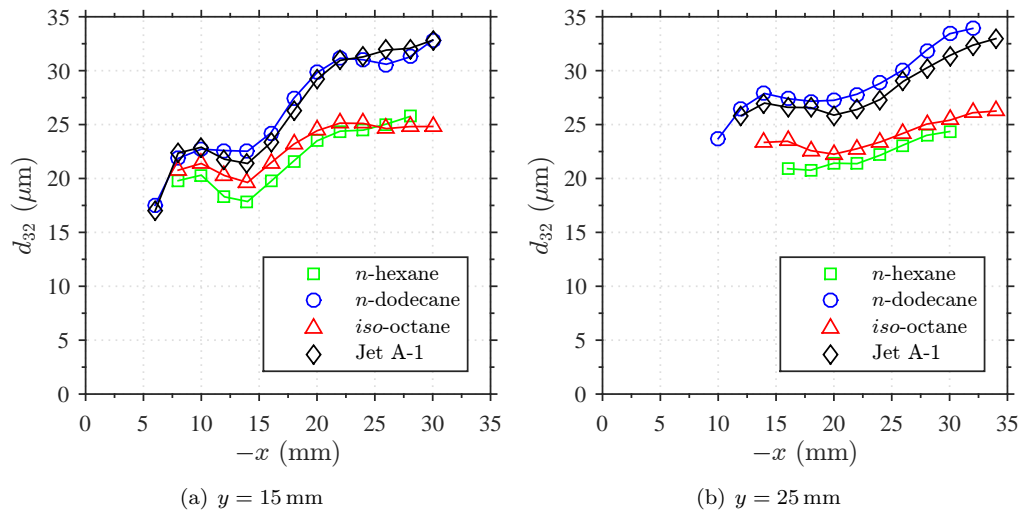 35
30
25
20
15
10
5
0
d32 (μm)
0 5 10 15 20 25 30 35
−x (mm)
n-hexane
n-dodecane
iso-octane
Jet A-1
(a) y = 15 mm
35
30
25
20
15
10
5
0
d32 (μm)
0 5 10 15 20 25 30 35
−x (mm)
n-hexane
n-dodecane
iso-octane
Jet A-1
(b) y = 25 mm